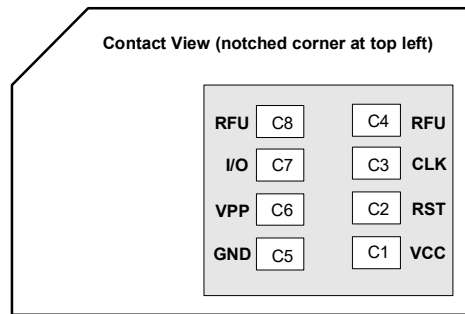 Contact View (notched corner at top left)
RFU C8 C4 RFU
I/O C7 C3 CLK
VPP C6 C2 RST
GND C5 C1 VCC